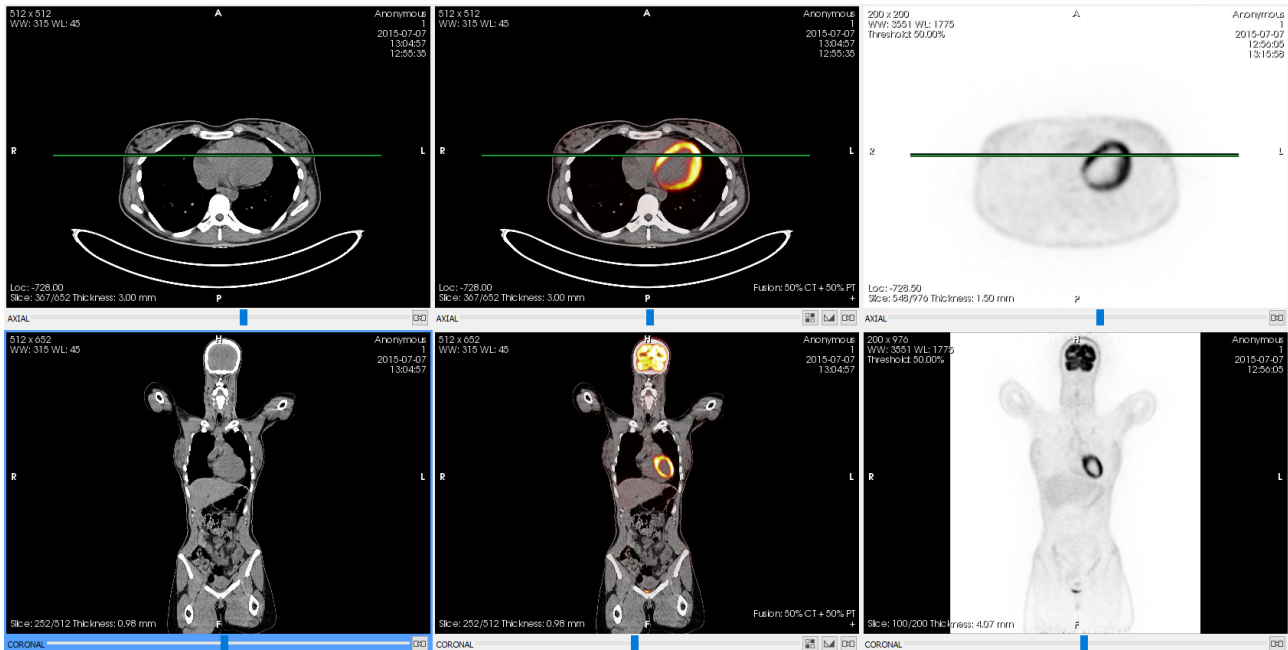 512 x 512
WW: 315 WL: 45
A
Anonymous
1
2015-07-07
13:04:57
12:55:35
R
Loc: -728.00
Slice: 367/652 Thickness: 3.00 mm
P
AXIAL
512 x 512
WW: 315 WL: 45
A
Anonymous
1
2015-07-07
13:04:57
12:55:35
R
L
L
Loc: -728.00
Slice: 367/652 Thickness: 3.00 mm
P
Fusion: 50% CT + 50% PT
+
AXIAL
200 x 200
WW: 3551 WL: 1775
Threshold: 50.00%
A
Anonymous
1
2015-07-07
12:56:05
13:15:58
R
L
Loc: -728.50
Slice: 548/976 Thickness: 1.50 mm
P
AXIAL
512 x 652
WW: 315 WL: 45
H
Anonymous
1
2015-07-07
13:04:57
R
L
Slice: 252/512 Thickness: 0.98 mm
F
CORONAL
512 x 652
WW: 315 WL: 45
H
Anonymous
1
2015-07-07
13:04:57
R
L
Slice: 252/512 Thickness: 0.98 mm
F
Fusion: 50% CT + 50% PT
+
CORONAL
200 x 976
WW: 3551 WL: 1775
Threshold: 50.00%
H
Anonymous
1
2015-07-07
12:56:05
R
L
Slice: 100/200 Thickness: 4.07 mm
F
CORONAL